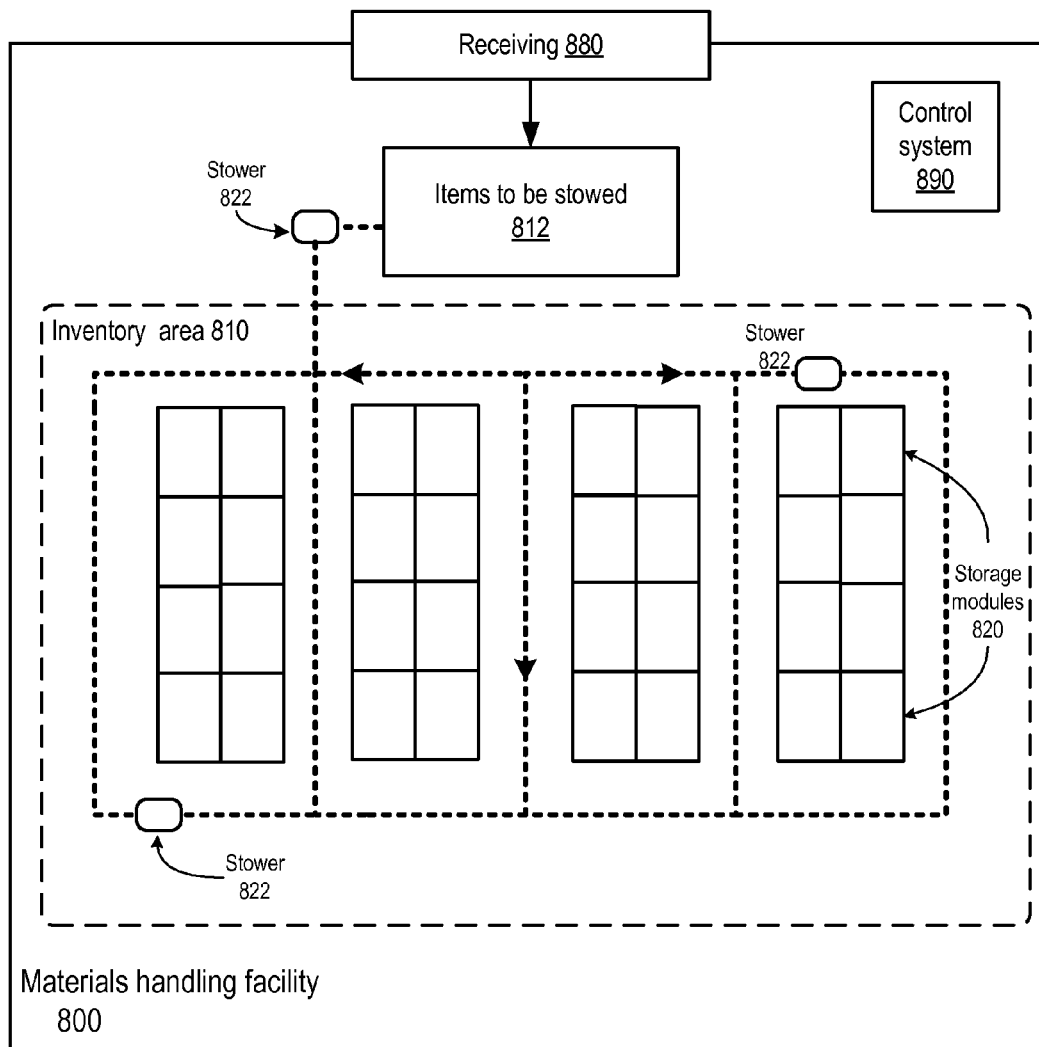 Receiving 880
Control
system
890
Stower
822
Items to be stowed
812
Inventory area 810
Stower
822
Storage
modules
820
Stower
822
Materials handling facility
800